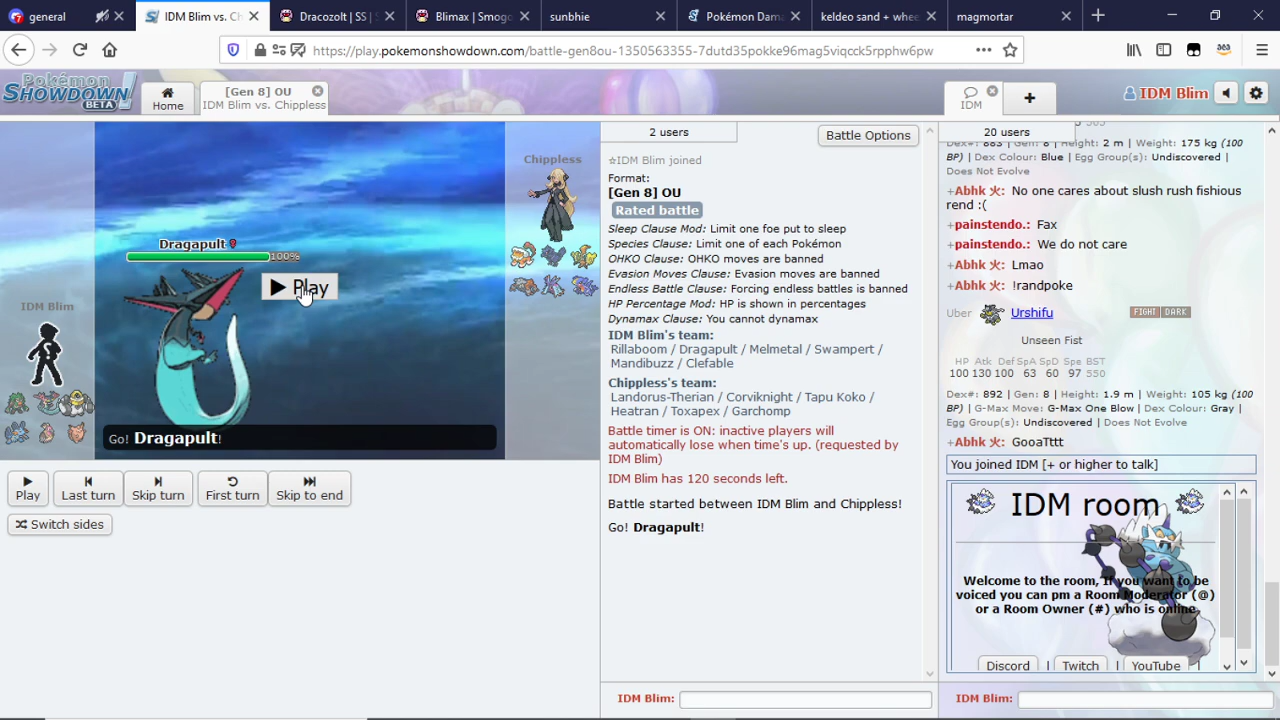 general
IDM Blim vs. Ch
Dracozolt | SS | S
Blimax | Smogo
sunbhie
Pokémon Dama
keldeo sand + whee
magmortar
https://play.pokemonshowdown.com/battle-gen8ou-1350563355-7dutd35pokke96mag5viqcck5rpphw6pw
Pokémon
Showdown
BETA
Home
[Gen 8] OU
IDM Blim vs. Chippless
IDM
IDM Blim
Chippless
Dragapult
100%
Play
IDM Blim
Go! Dragapult!
Play
Last turn
Skip turn
First turn
Skip to end
Switch sides
2 users
Battle Options
☆IDM Blim joined
Format:
[Gen 8] OU
Rated battle
Sleep Clause Mod: Limit one foe put to sleep
Species Clause: Limit one of each Pokémon
OHKO Clause: OHKO moves are banned
Evasion Moves Clause: Evasion moves are banned
Endless Battle Clause: Forcing endless battles is banned
HP Percentage Mod: HP is shown in percentages
Dynamax Clause: You cannot dynamax
IDM Blim's team:
Rillaboom / Dragapult / Melmetal / Swampert /
Mandibuzz / Clefable
Chippless's team:
Landorus-Therian / Corviknight / Tapu Koko /
Heatran / Toxapex / Garchomp
Battle timer is ON: inactive players will
automatically lose when time's up. (requested by
IDM Blim)
IDM Blim has 120 seconds left.
Battle started between IDM Blim and Chippless!
Go! Dragapult!
IDM Blim:
20 users
Dex#: 883 | Gen: 8 | Height: 2 m | Weight: 175 kg (100
BP) | Dex Colour: Blue | Egg Group(s): Undiscovered |
Does Not Evolve
+Abhk 火: No one cares about slush rush fishious
rend :(
+painstendo.: Fax
+painstendo.: We do not care
+Abhk 火: Lmao
+Abhk 火: !randpoke
Uber Urshifu FIGHT DARK
Unseen Fist
HP Atk Def SpA SpD Spe BST
100 130 100 63 60 97 550
Dex#: 892 | Gen: 8 | Height: 1.9 m | Weight: 105 kg (100
BP) | G-Max Move: G-Max One Blow | Dex Colour: Gray |
Egg Group(s): Undiscovered | Does Not Evolve
+Abhk 火: GooaTttt
You joined IDM [+ or higher to talk]
IDM room
Welcome to the room, If you want to be
voiced you can pm a Room Moderator (@)
or a Room Owner (#) who is online.
Discord | Twitch | YouTube |
IDM Blim: